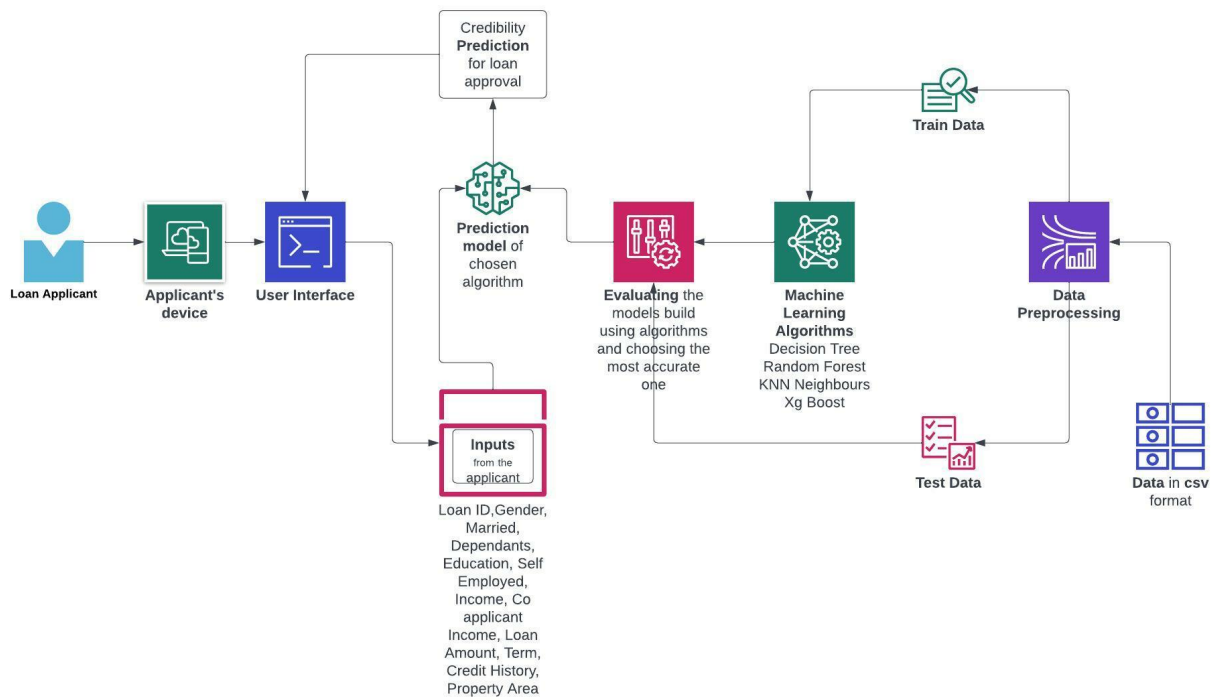 Credibility
Prediction
for loan
approval
Train Data
Loan Applicant
Applicant's
device
User Interface
Prediction
model of
chosen
algorithm
Evaluating the
models build
using algorithms
and choosing the
most accurate
one
Machine
Learning
Algorithms
Decision Tree
Random Forest
KNN Neighbours
Xg Boost
Data
Preprocessing
Inputs
from the
applicant
Loan ID,Gender,
Married,
Dependants,
Education, Self
Employed,
Income, Co
applicant
Income, Loan
Amount, Term,
Credit History,
Property Area
Test Data
Data in csv
format